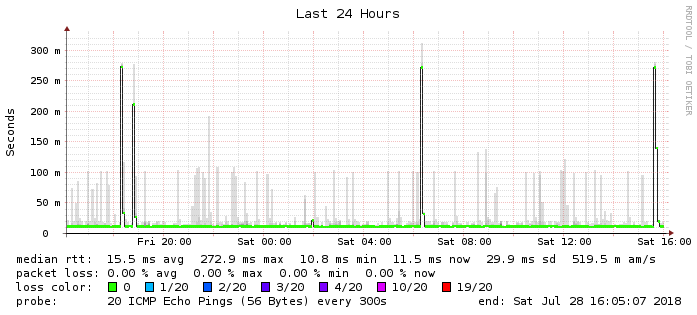 Last 24 Hours
RRDTOOL / TOBI OETIKER
Seconds
300 m
250 m
200 m
150 m
100 m
50 m
0
Fri 20:00 Sat 00:00 Sat 04:00 Sat 08:00 Sat 12:00 Sat 16:00
median rtt: 15.5 ms avg 272.9 ms max 10.8 ms min 11.5 ms now 29.9 ms sd 519.5 m am/s
packet loss: 0.00 % avg 0.00 % max 0.00 % min 0.00 % now
loss color: 0 1/20 2/20 3/20 4/20 10/20 19/20
probe: 20 ICMP Echo Pings (56 Bytes) every 300s end: Sat Jul 28 16:05:07 2018